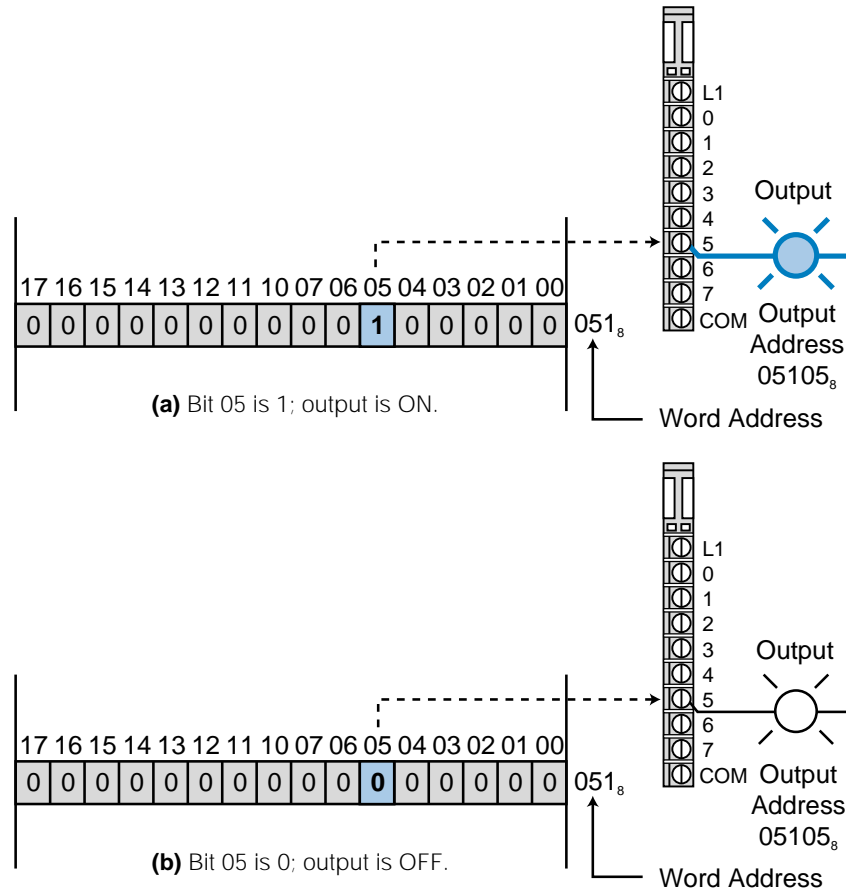 L1
0
1
2
3
4
5
6
7
COM
Output
Output
Address
05105₈
17 16 15 14 13 12 11 10 07 06 05 04 03 02 01 00
0 0 0 0 0 0 0 0 0 0 1 0 0 0 0 0
051₈
Word Address
(a) Bit 05 is 1; output is ON.
L1
0
1
2
3
4
5
6
7
COM
Output
Output
Address
05105₈
17 16 15 14 13 12 11 10 07 06 05 04 03 02 01 00
0 0 0 0 0 0 0 0 0 0 0 0 0 0 0 0
051₈
Word Address
(b) Bit 05 is 0; output is OFF.